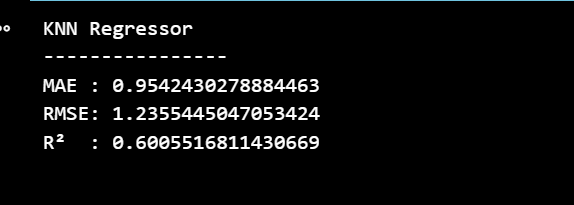 KNN Regressor
----------------
MAE : 0.9542430278884463
RMSE: 1.2355445047053424
R² : 0.6005516811430669